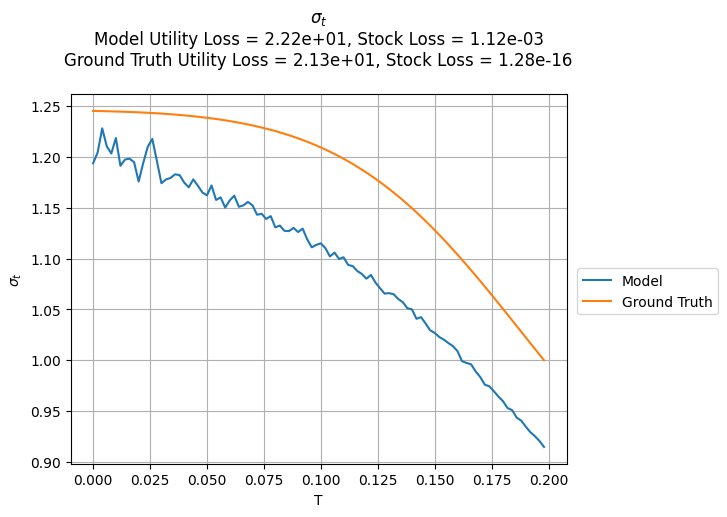 σt
Model Utility Loss = 2.22e+01, Stock Loss = 1.12e-03
Ground Truth Utility Loss = 2.13e+01, Stock Loss = 1.28e-16
1.25
1.20
1.15
1.10
1.05
1.00
0.95
0.90
σt
0.000 0.025 0.050 0.075 0.100 0.125 0.150 0.175 0.200
T
Model
Ground Truth